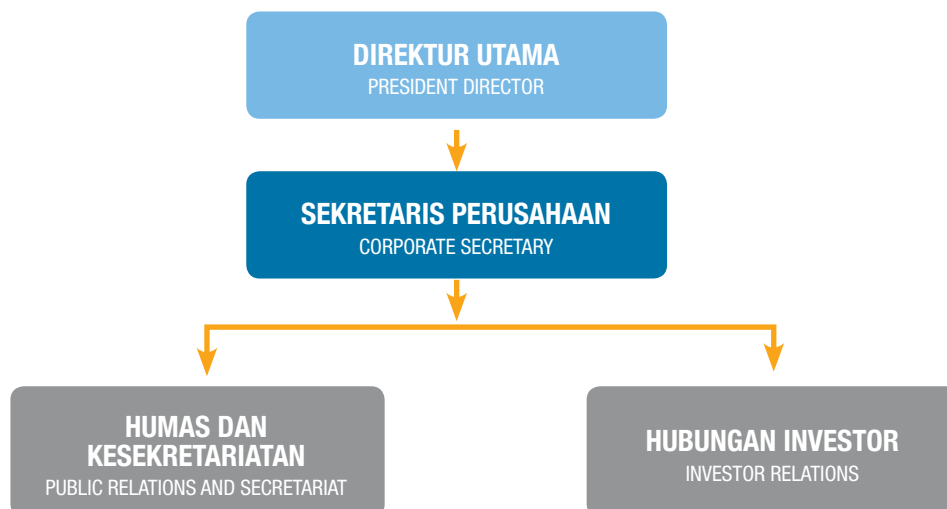 DIREKTUR UTAMA
PRESIDENT DIRECTOR
SEKRETARIS PERUSAHAAN
CORPORATE SECRETARY
HUMAS DAN
KESEKRETARIATAN
PUBLIC RELATIONS AND SECRETARIAT
HUBUNGAN INVESTOR
INVESTOR RELATIONS